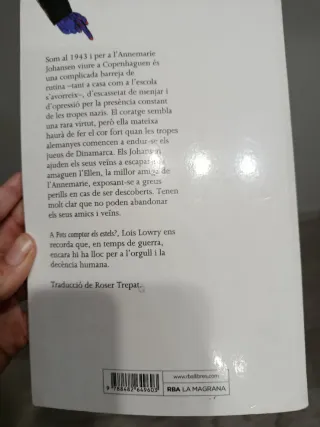 Som al 1943 i per a l'Annemarie
Johansen viure a Copenhaguen és
una complicada barreja de
rutina –tant a casa com a l'escola
s'avorreix–, d'escassetat de menjar i
d'opressió per la presència constant
de les tropes nazis. El coratge sembla
una rara virtut, però ella mateixa
haurà de fer el cor fort quan les tropes
alemanyes comencen a endur-se els
jueus de Dinamarca. Els Johansen
ajuden els seus veïns a escapar i
amaguen l'Ellen, la millor amiga de
l'Annemarie, exposant-se a greus
perills en cas de ser descoberts. Tenen
molt clar que no poden abandonar
els seus amics i veïns.
A Pots comptar els estels?, Lois Lowry ens
recorda que, en temps de guerra,
encara hi ha lloc per a l'orgull i la
decència humana.
Traducció de Roser Trepat.
www.rbalibres.com
RBA LA MAGRANA
9 788482 649603